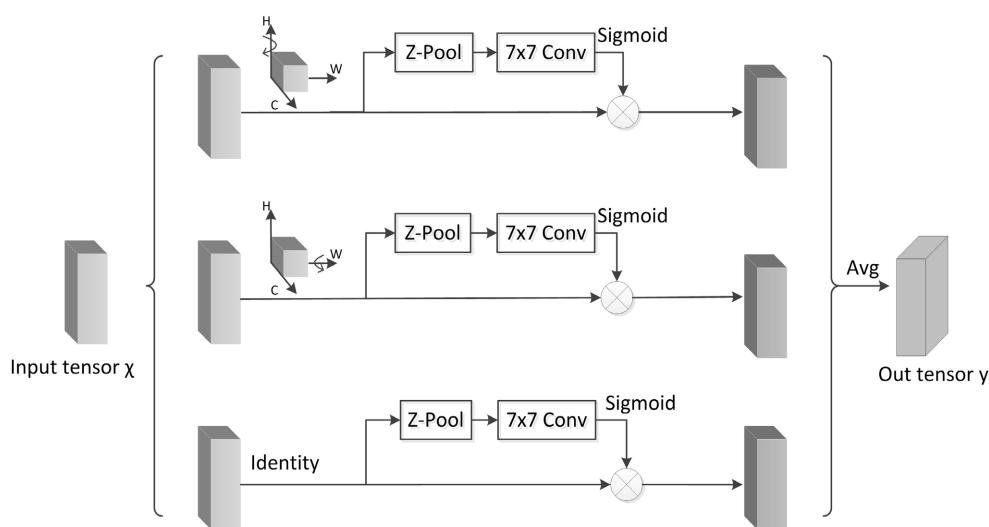 H
W
C
Z-Pool
7x7 Conv
Sigmoid
H
W
C
Z-Pool
7x7 Conv
Sigmoid
Input tensor χ
Avg
Out tensor y
Identity
Z-Pool
7x7 Conv
Sigmoid